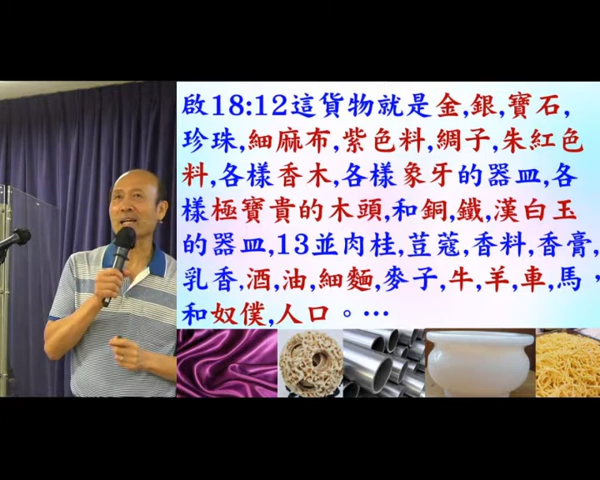 啟18:12這貨物就是金,銀,寶石,
珍珠,細麻布,紫色料,綢子,朱紅色
料,各樣香木,各樣象牙的器皿,各
樣極寶貴的木頭,和銅,鐵,漢白玉
的器皿,13並肉桂,荳蔻,香料,香膏,
乳香,酒,油,細麵,麥子,牛,羊,車,馬,
和奴僕,人口。…